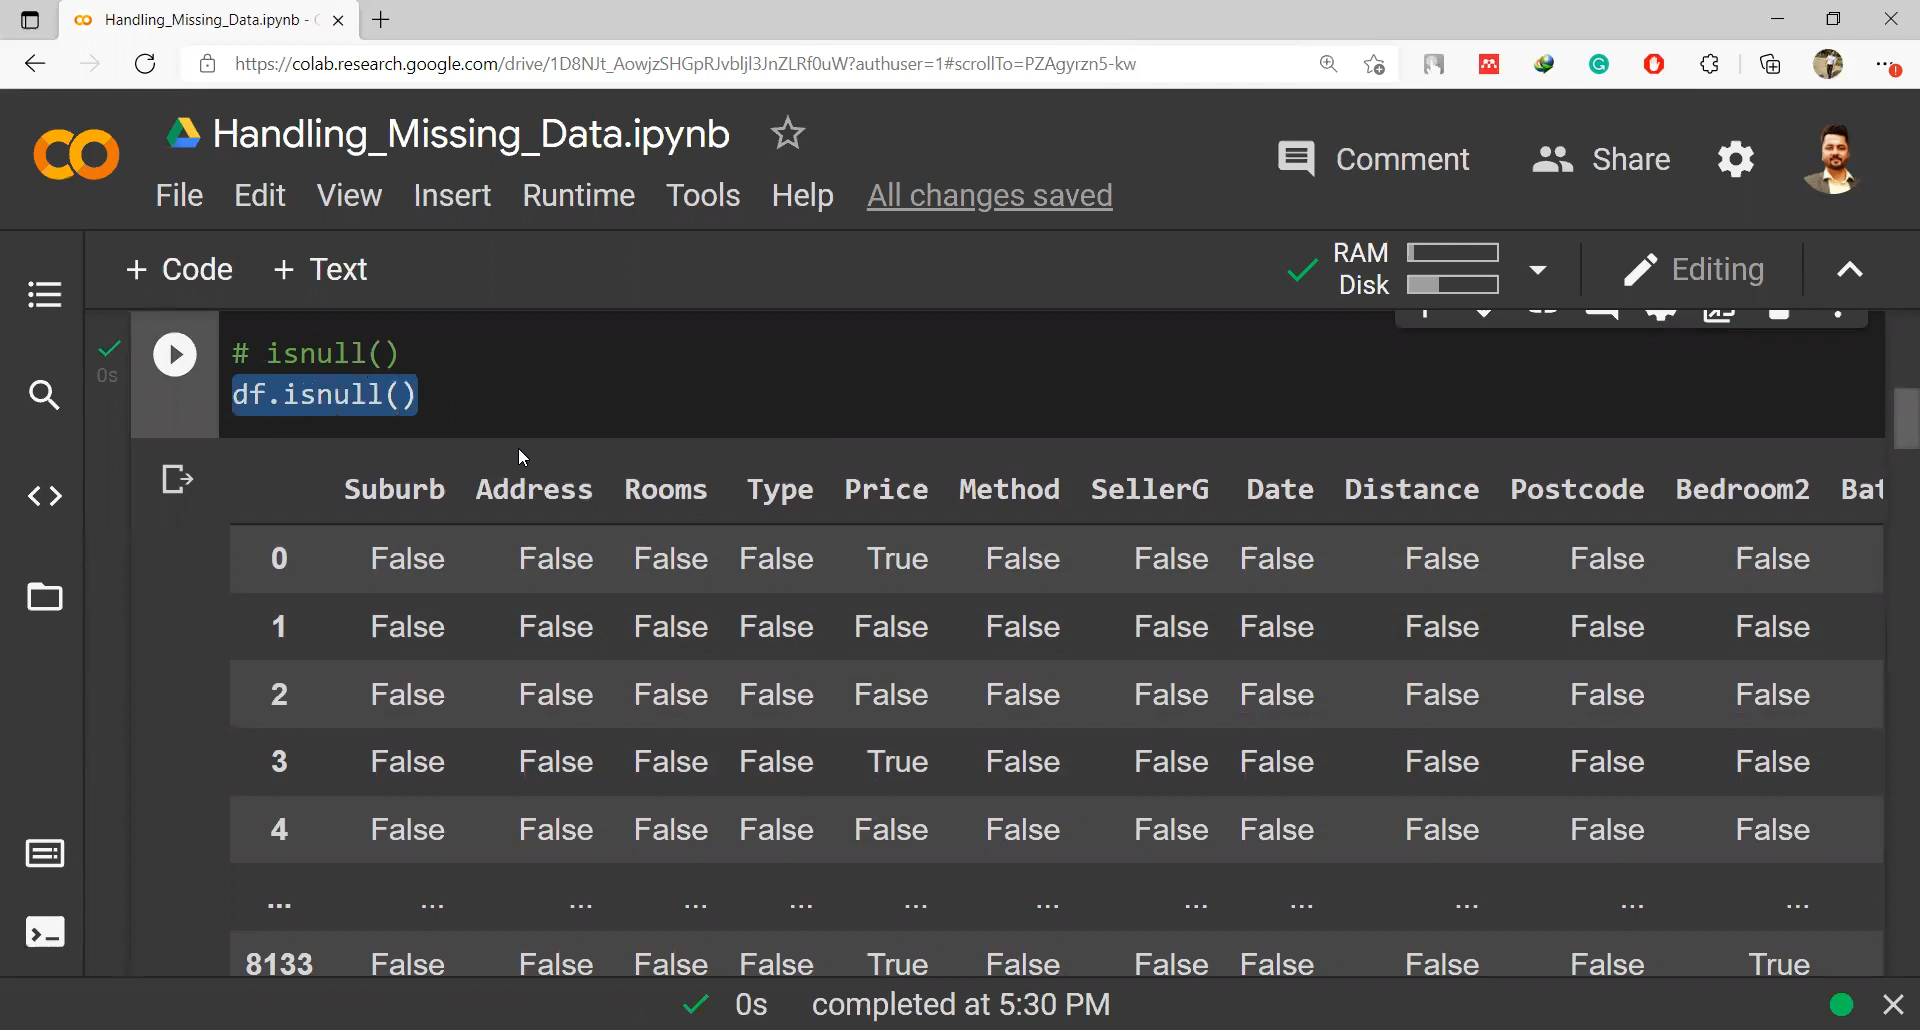 Handling_Missing_Data.ipynb -
https://colab.research.google.com/drive/1D8NJt_AowjzSHGpRJvbljl3JnZLRf0uW?authuser=1#scrollTo=PZAgyrzn5-kw
Handling_Missing_Data.ipynb
Comment Share
File Edit View Insert Runtime Tools Help All changes saved
+ Code + Text
RAM
Disk
Editing
# isnull()
0s
df.isnull()
Suburb Address Rooms Type Price Method SellerG Date Distance Postcode Bedroom2 Bat
0 False False False False True False False False False False False
1 False False False False False False False False False False False
2 False False False False False False False False False False False
3 False False False False True False False False False False False
4 False False False False False False False False False False False
... ... ... ... ... ... ... ... ... ... ... ...
8133 False False False False True False False False False False True
0s completed at 5:30 PM